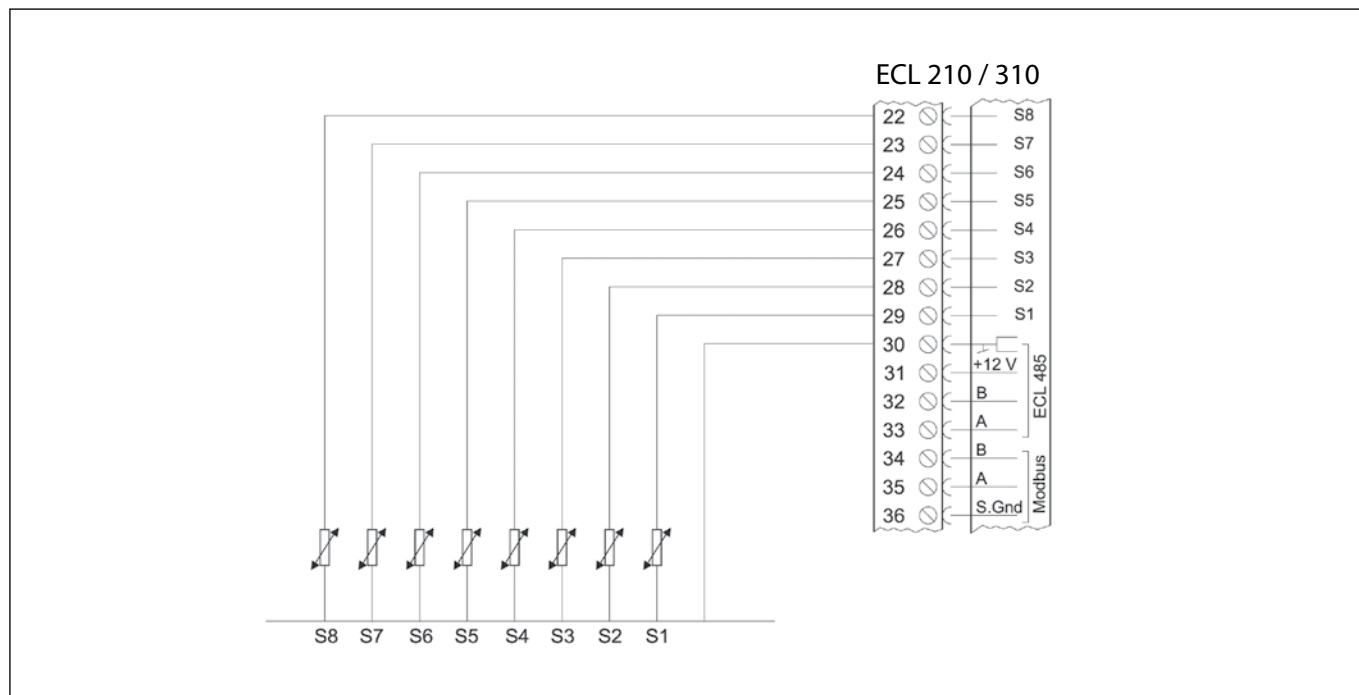 ECL 210 / 310
22 S8
23 S7
24 S6
25 S5
26 S4
27 S3
28 S2
29 S1
30
31 +12 V
32 B
33 A
ECL 485
34 B
35 A
36 S.Gnd
Modbus
S8 S7 S6 S5 S4 S3 S2 S1